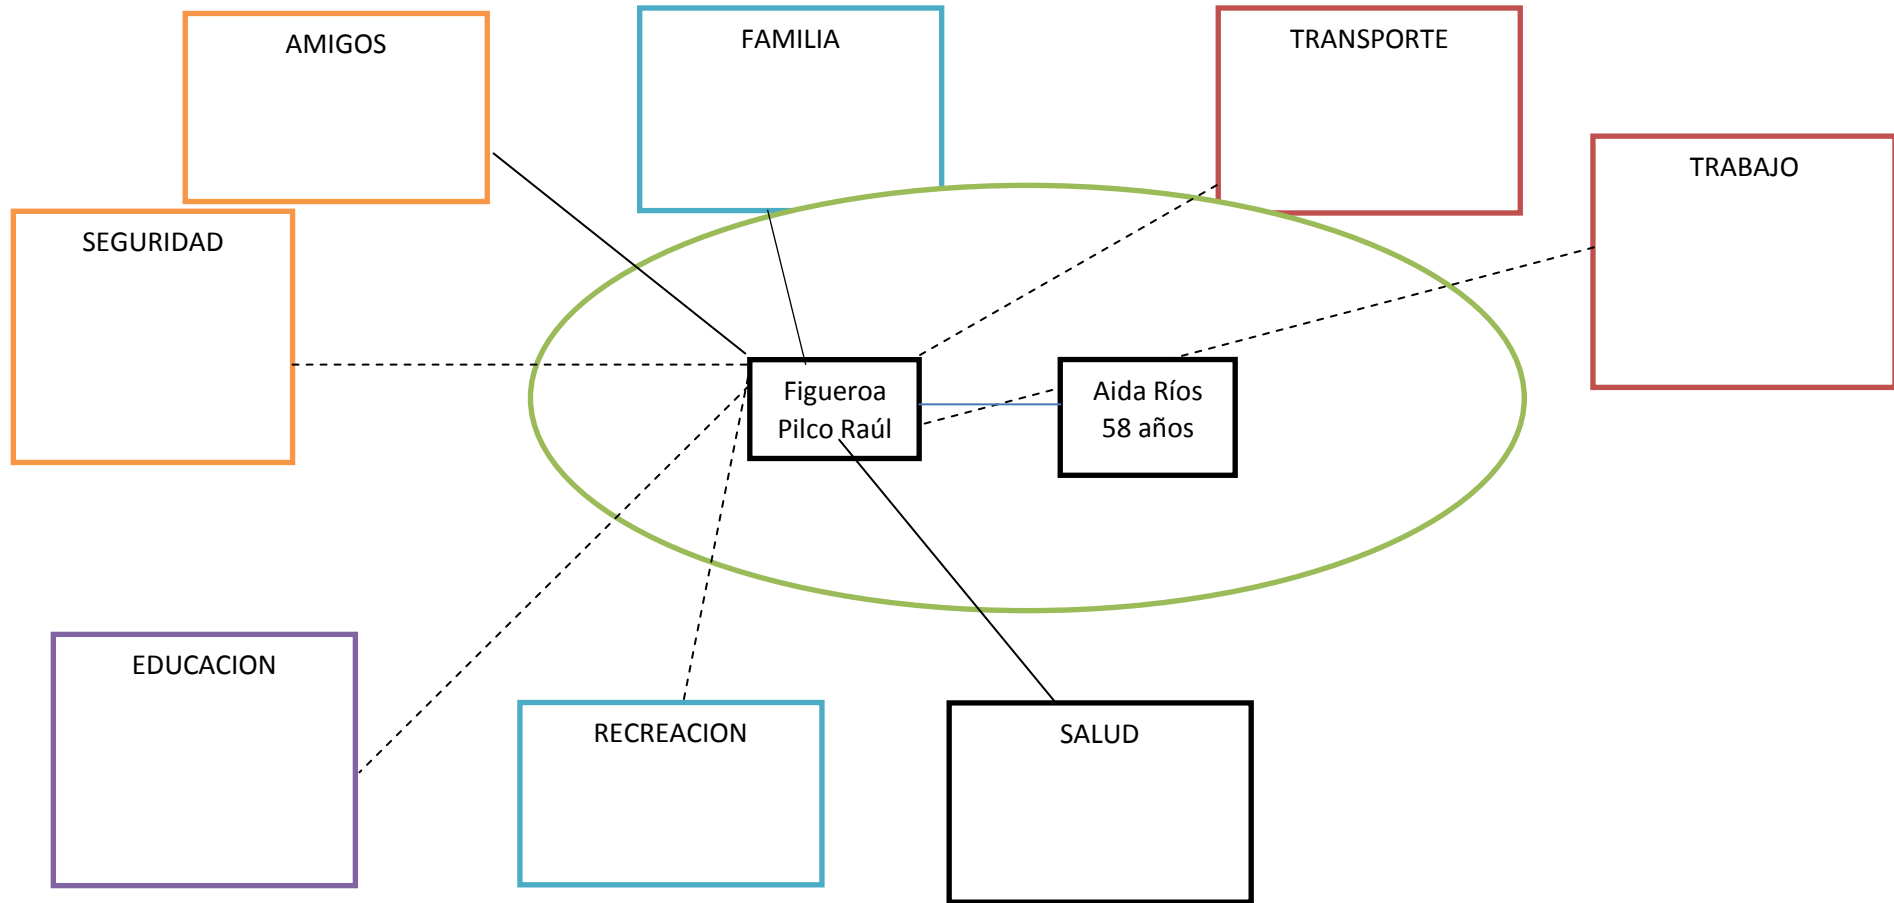 AMIGOS
FAMILIA
TRANSPORTE
TRABAJO
SEGURIDAD
Figueroa
Pilco Raúl
Aida Ríos
58 años
EDUCACION
RECREACION
SALUD